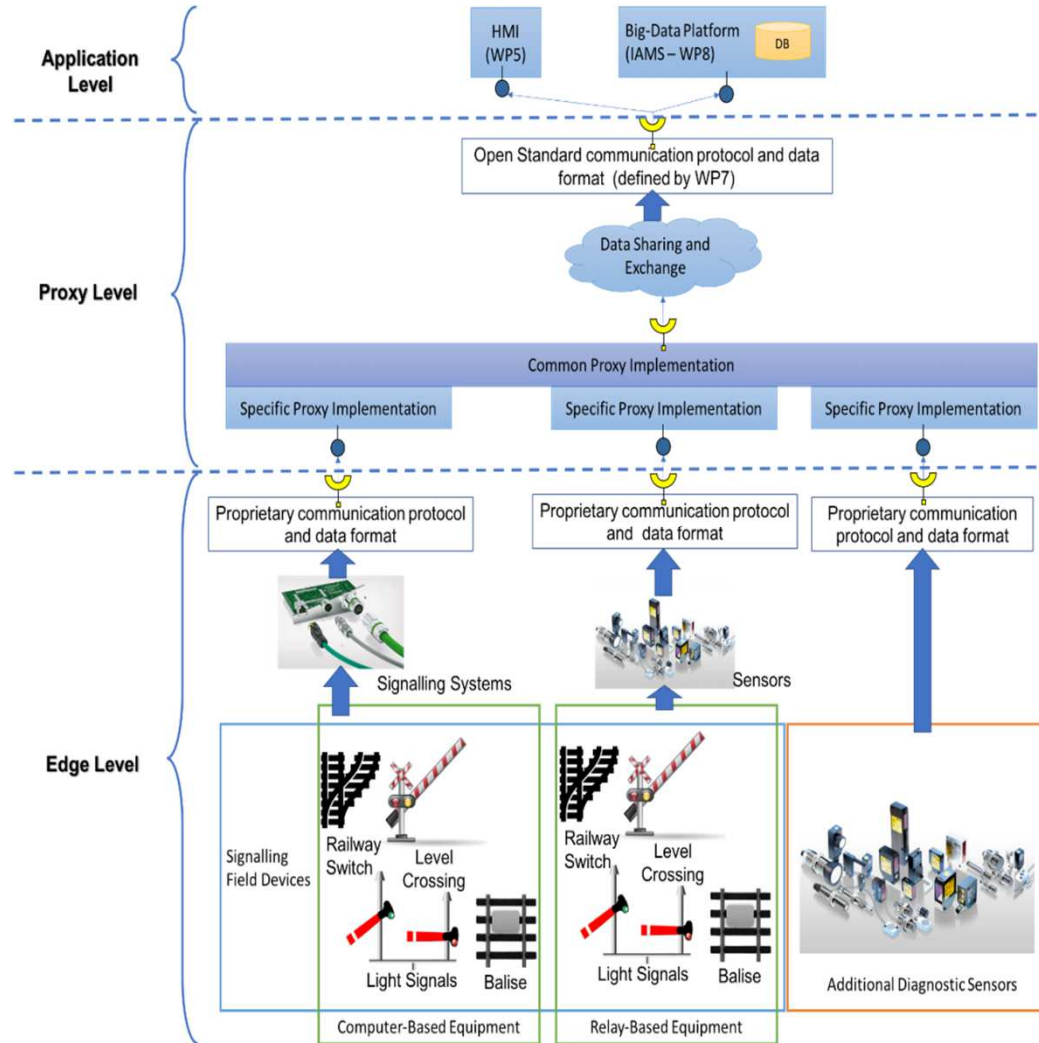 Application
Level
HMI
(WP5)
Big-Data Platform
(IAMS – WP8)
DB
Proxy Level
Open Standard communication protocol and data
format (defined by WP7)
Data Sharing and
Exchange
Common Proxy Implementation
Specific Proxy Implementation
Specific Proxy Implementation
Specific Proxy Implementation
Edge Level
Proprietary communication protocol
and data format
Proprietary communication protocol
and data format
Proprietary communication
protocol and data format
Signalling Systems
Sensors
Signalling
Field Devices
Railway
Switch
Level
Crossing
Light Signals
Balise
Computer-Based Equipment
Railway
Switch
Level
Crossing
Light Signals
Balise
Relay-Based Equipment
Additional Diagnostic Sensors